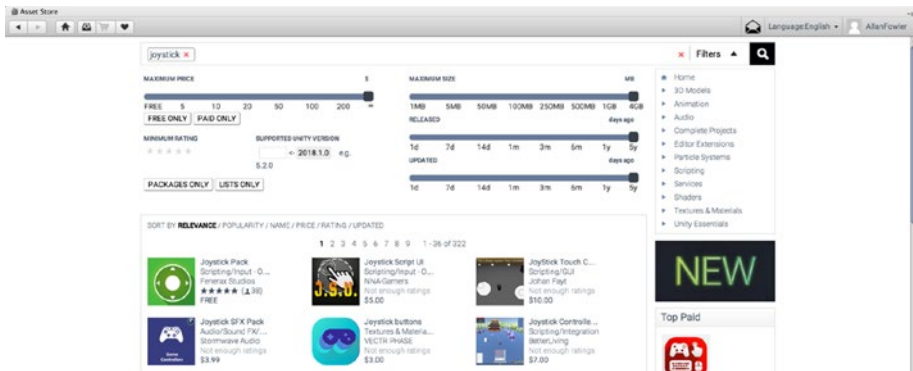 Asset Store
Language:English
AllanFowler
joystick
Filters
MAXIMUM PRICE $
FREE 5 10 20 50 100 200 ∞
FREE ONLY PAID ONLY
MINIMUM RATING
SUPPORTED UNITY VERSION
<- 2018.1.0 e.g.
5.2.0
PACKAGES ONLY LISTS ONLY
MAXIMUM SIZE MB
1MB 5MB 50MB 100MB 250MB 500MB 1GB 4GB
RELEASED days ago
1d 7d 14d 1m 3m 6m 1y 5y
UPDATED days ago
1d 7d 14d 1m 3m 6m 1y 5y
Home
3D Models
Animation
Audio
Complete Projects
Editor Extensions
Particle Systems
Scripting
Services
Shaders
Textures & Materials
Unity Essentials
SORT BY RELEVANCE / POPULARITY / NAME / PRICE / RATING / UPDATED
1 2 3 4 5 6 7 8 9 1 - 36 of 322
Joystick Pack
Scripting/Input - O...
Fenerax Studios
(38)
FREE
J.S.U.
Joystick Script UI
Scripting/Input - O...
NNA-Gamers
Not enough ratings
$5.00
JoyStick Touch C...
Scripting/GUI
Johan Fayt
Not enough ratings
$10.00
Game
Controller
Joystick SFX Pack
Audio/Sound FX/...
Stormwave Audio
Not enough ratings
$3.99
Joystick buttons
Textures & Materia...
VECTR PHASE
Not enough ratings
$3.00
Joystick Controlle...
Scripting/Integration
BetterLiving
Not enough ratings
$7.00
NEW
Top Paid